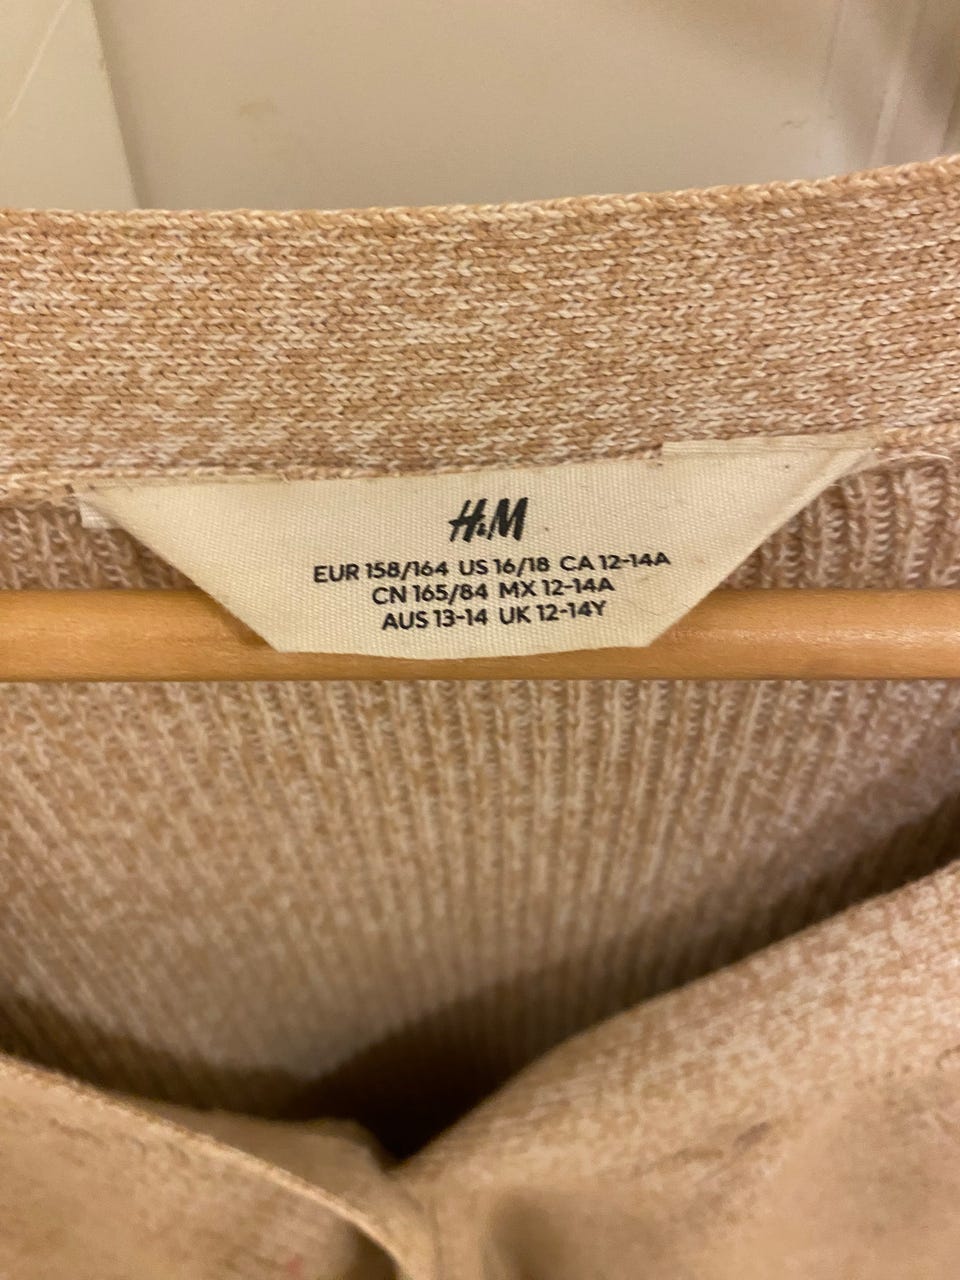 H&M
EUR 158/164 US 16/18 CA 12-14A
CN 165/84 MX 12-14A
AUS 13-14 UK 12-14Y